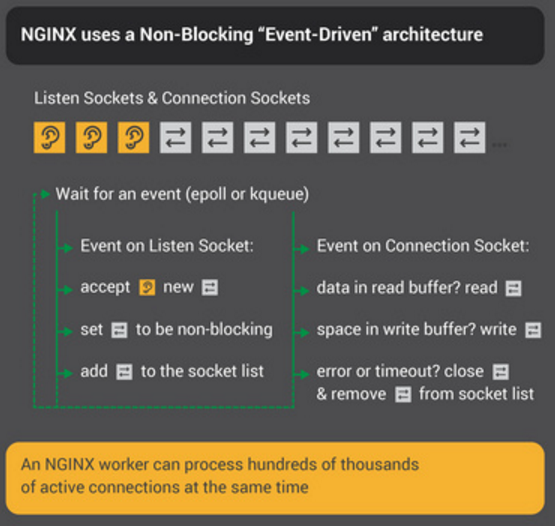 NGINX uses a Non-Blocking “Event-Driven” architecture
Listen Sockets & Connection Sockets
...
Wait for an event (epoll or kqueue)
Event on Listen Socket:
accept new
set to be non-blocking
add to the socket list
Event on Connection Socket:
data in read buffer? read
space in write buffer? write
error or timeout? close
& remove from socket list
An NGINX worker can process hundreds of thousands
of active connections at the same time